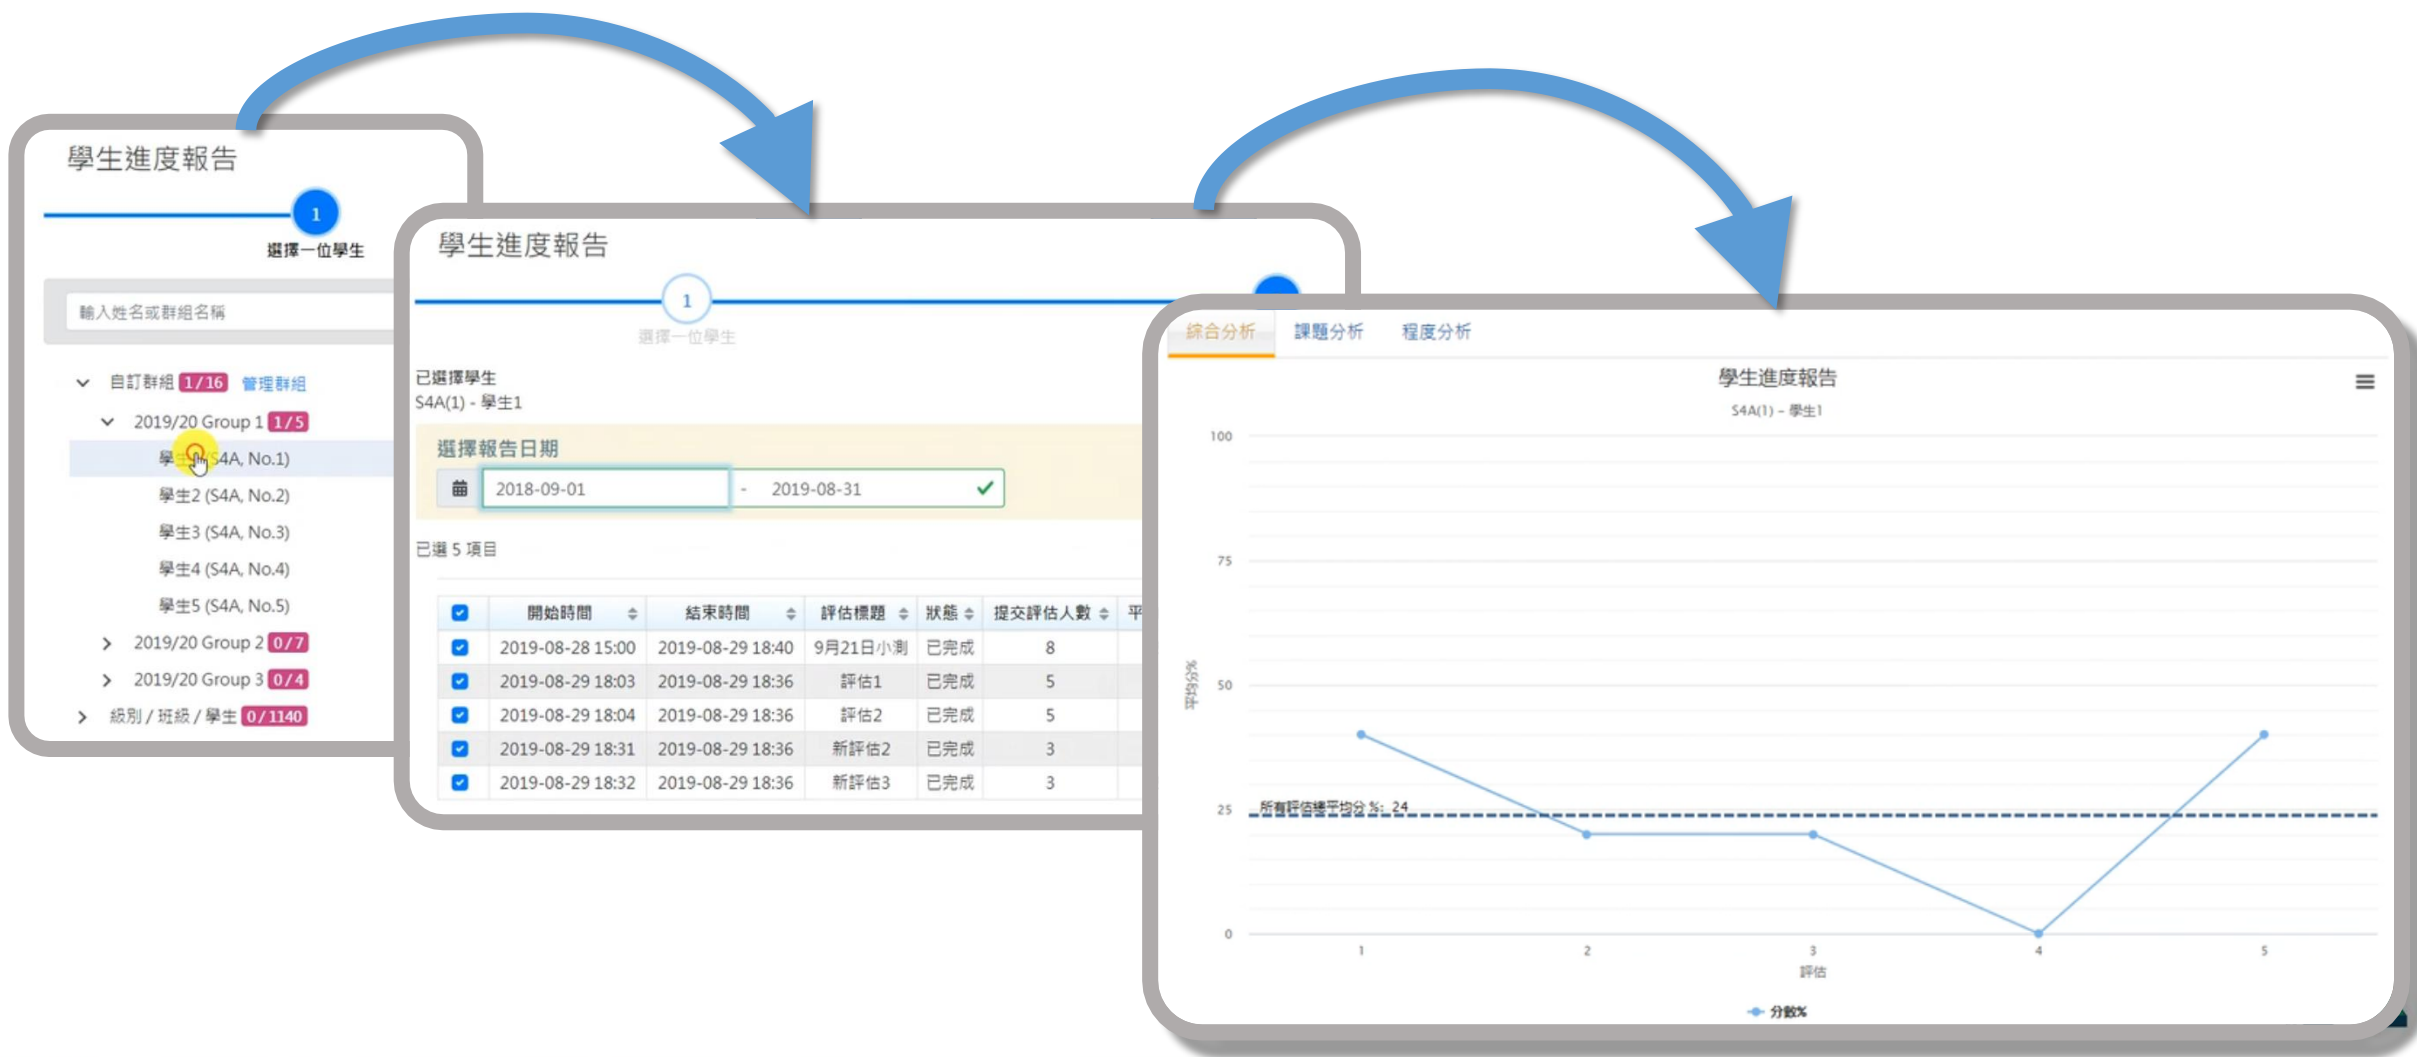 學生進度報告
1
選擇一位學生
輸入姓名或群組名稱
自訂群組 1/16 管理群組
2019/20 Group 1 1/5
學 (S4A, No.1)
學生2 (S4A, No.2)
學生3 (S4A, No.3)
學生4 (S4A, No.4)
學生5 (S4A, No.5)
2019/20 Group 2 0/7
2019/20 Group 3 0/4
級別 / 班級 / 學生 0/1140
學生進度報告
1
選擇一位學生
已選擇學生
S4A(1) - 學生1
選擇報告日期
2018-09-01 - 2019-08-31
已選 5 項目
開始時間 結束時間 評估標題 狀態 提交評估人數 平
2019-08-28 15:00 2019-08-29 18:40 9月21日小測 已完成 8
2019-08-29 18:03 2019-08-29 18:36 評估1 已完成 5
2019-08-29 18:04 2019-08-29 18:36 評估2 已完成 5
2019-08-29 18:31 2019-08-29 18:36 新評估2 已完成 3
2019-08-29 18:32 2019-08-29 18:36 新評估3 已完成 3
綜合分析 課題分析 程度分析
學生進度報告
S4A(1) - 學生1
100
75
50
25
0
平均分%
所有評估總平均分 %: 24
1 2 3 4 5
評估
分數%